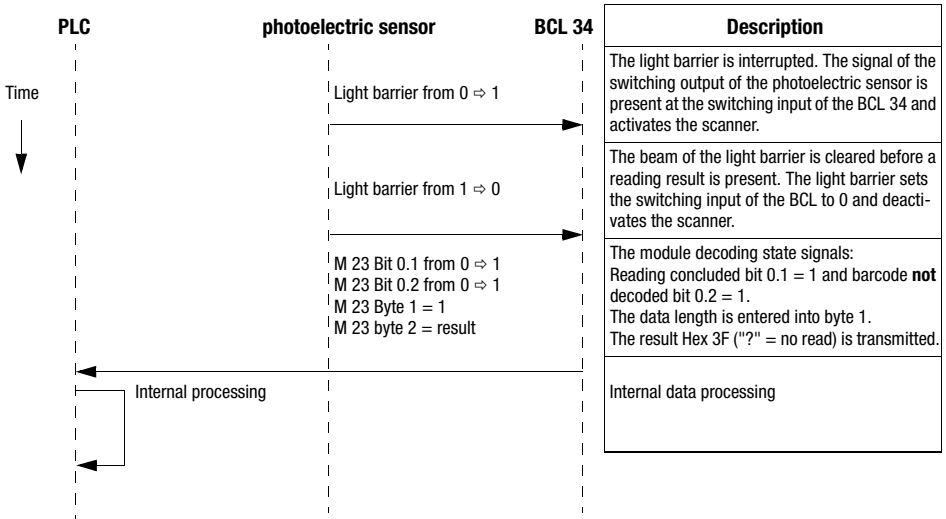 PLC photoelectric sensor BCL 34 Description
Time
Light barrier from 0 ⇨ 1
The light barrier is interrupted. The signal of the
switching output of the photoelectric sensor is
present at the switching input of the BCL 34 and
activates the scanner.
Light barrier from 1 ⇨ 0
The beam of the light barrier is cleared before a
reading result is present. The light barrier sets
the switching input of the BCL to 0 and deacti-
vates the scanner.
M 23 Bit 0.1 from 0 ⇨ 1
M 23 Bit 0.2 from 0 ⇨ 1
M 23 Byte 1 = 1
M 23 byte 2 = result
The module decoding state signals:
Reading concluded bit 0.1 = 1 and barcode not
decoded bit 0.2 = 1.
The data length is entered into byte 1.
The result Hex 3F ("?" = no read) is transmitted.
Internal processing
Internal data processing